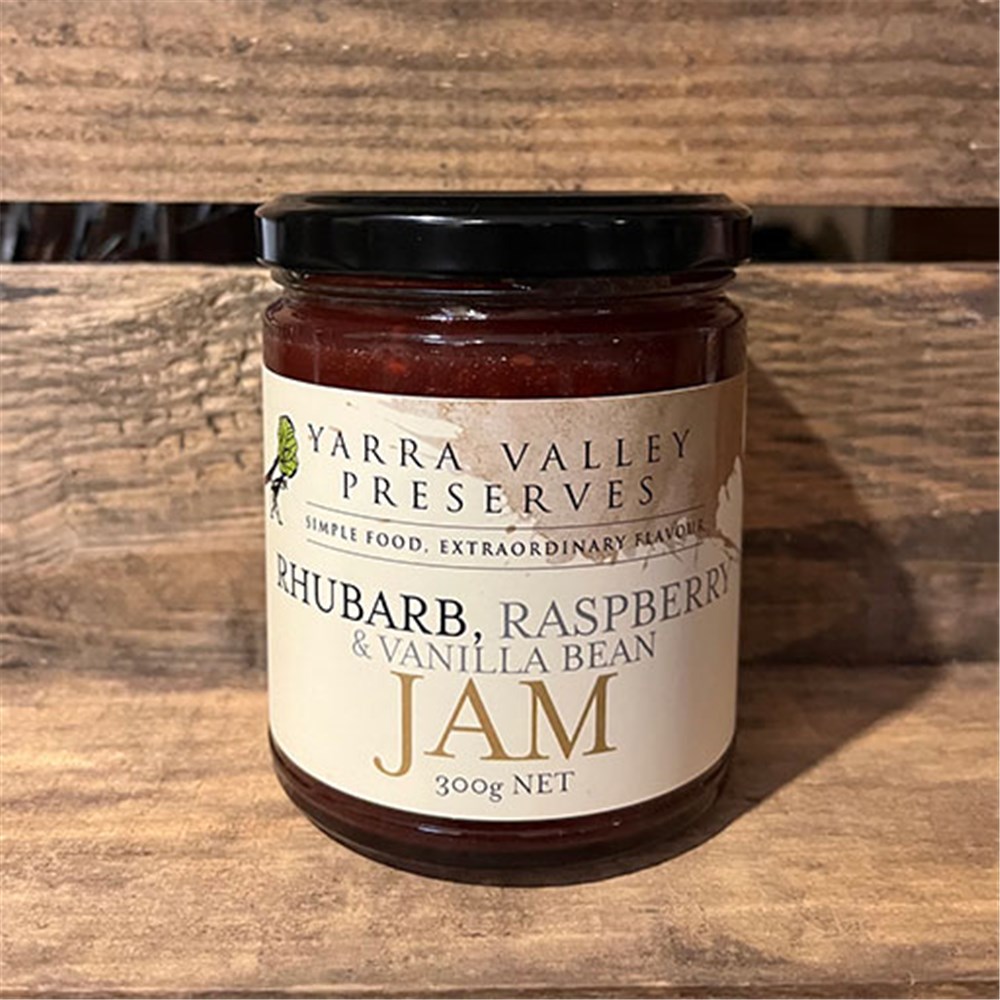 YARRA VALLEY
PRESERVES
SIMPLE FOOD, EXTRAORDINARY FLAVOUR
RHUBARB, RASPBERRY
& VANILLA BEAN
JAM
300g NET